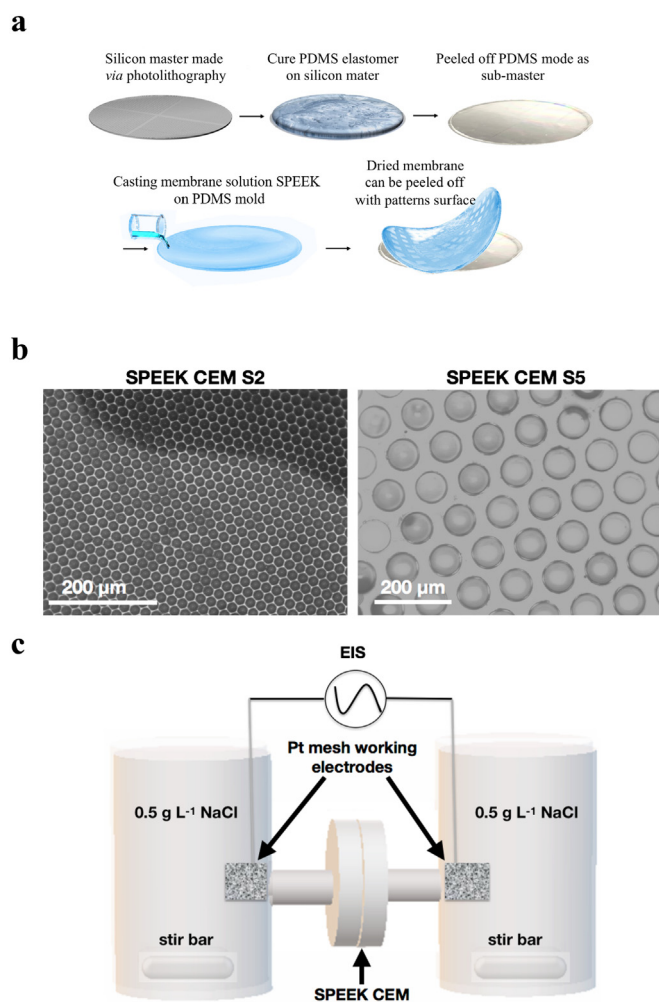 a
Silicon master made
via photolithography
Cure PDMS elastomer
on silicon mater
Peeled off PDMS mode as
sub-master
Casting membrane solution SPEEK
on PDMS mold
Dried membrane
can be peeled off
with patterns surface
b
SPEEK CEM S2
SPEEK CEM S5
200 μm
200 μm
c
EIS
Pt mesh working
electrodes
0.5 g L-1 NaCl
0.5 g L-1 NaCl
stir bar
stir bar
SPEEK CEM